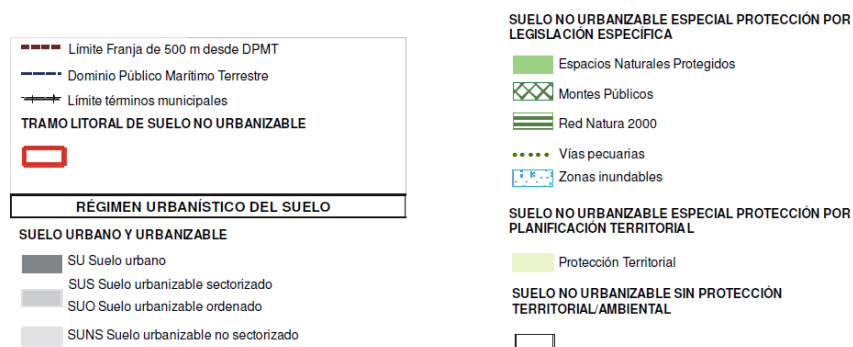 Límite Franja de 500 m desde DPMT
Dominio Público Marítimo Terrestre
Límite términos municipales
TRAMO LITORAL DE SUELO NO URBANIZABLE
RÉGIMEN URBANÍSTICO DEL SUELO
SUELO URBANO Y URBANIZABLE
SU Suelo urbano
SUS Suelo urbanizable sectorizado
SUO Suelo urbanizable ordenado
SUNS Suelo urbanizable no sectorizado
SUELO NO URBANIZABLE ESPECIAL PROTECCIÓN POR
LEGISLACIÓN ESPECÍFICA
Espacios Naturales Protegidos
Montes Públicos
Red Natura 2000
Vías pecuarias
Zonas inundables
SUELO NO URBANIZABLE ESPECIAL PROTECCIÓN POR
PLANIFICACIÓN TERRITORIAL
Protección Territorial
SUELO NO URBANIZABLE SIN PROTECCIÓN
TERRITORIAL/AMBIENTAL